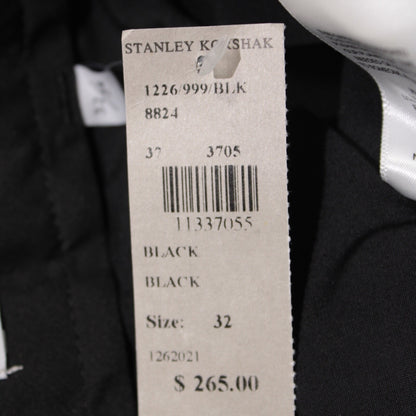 STANLEY KORSHAK
1226/999/BLK
8824
37 3705
11337055
BLACK
BLACK
Size: 32
1262021
$ 265.00